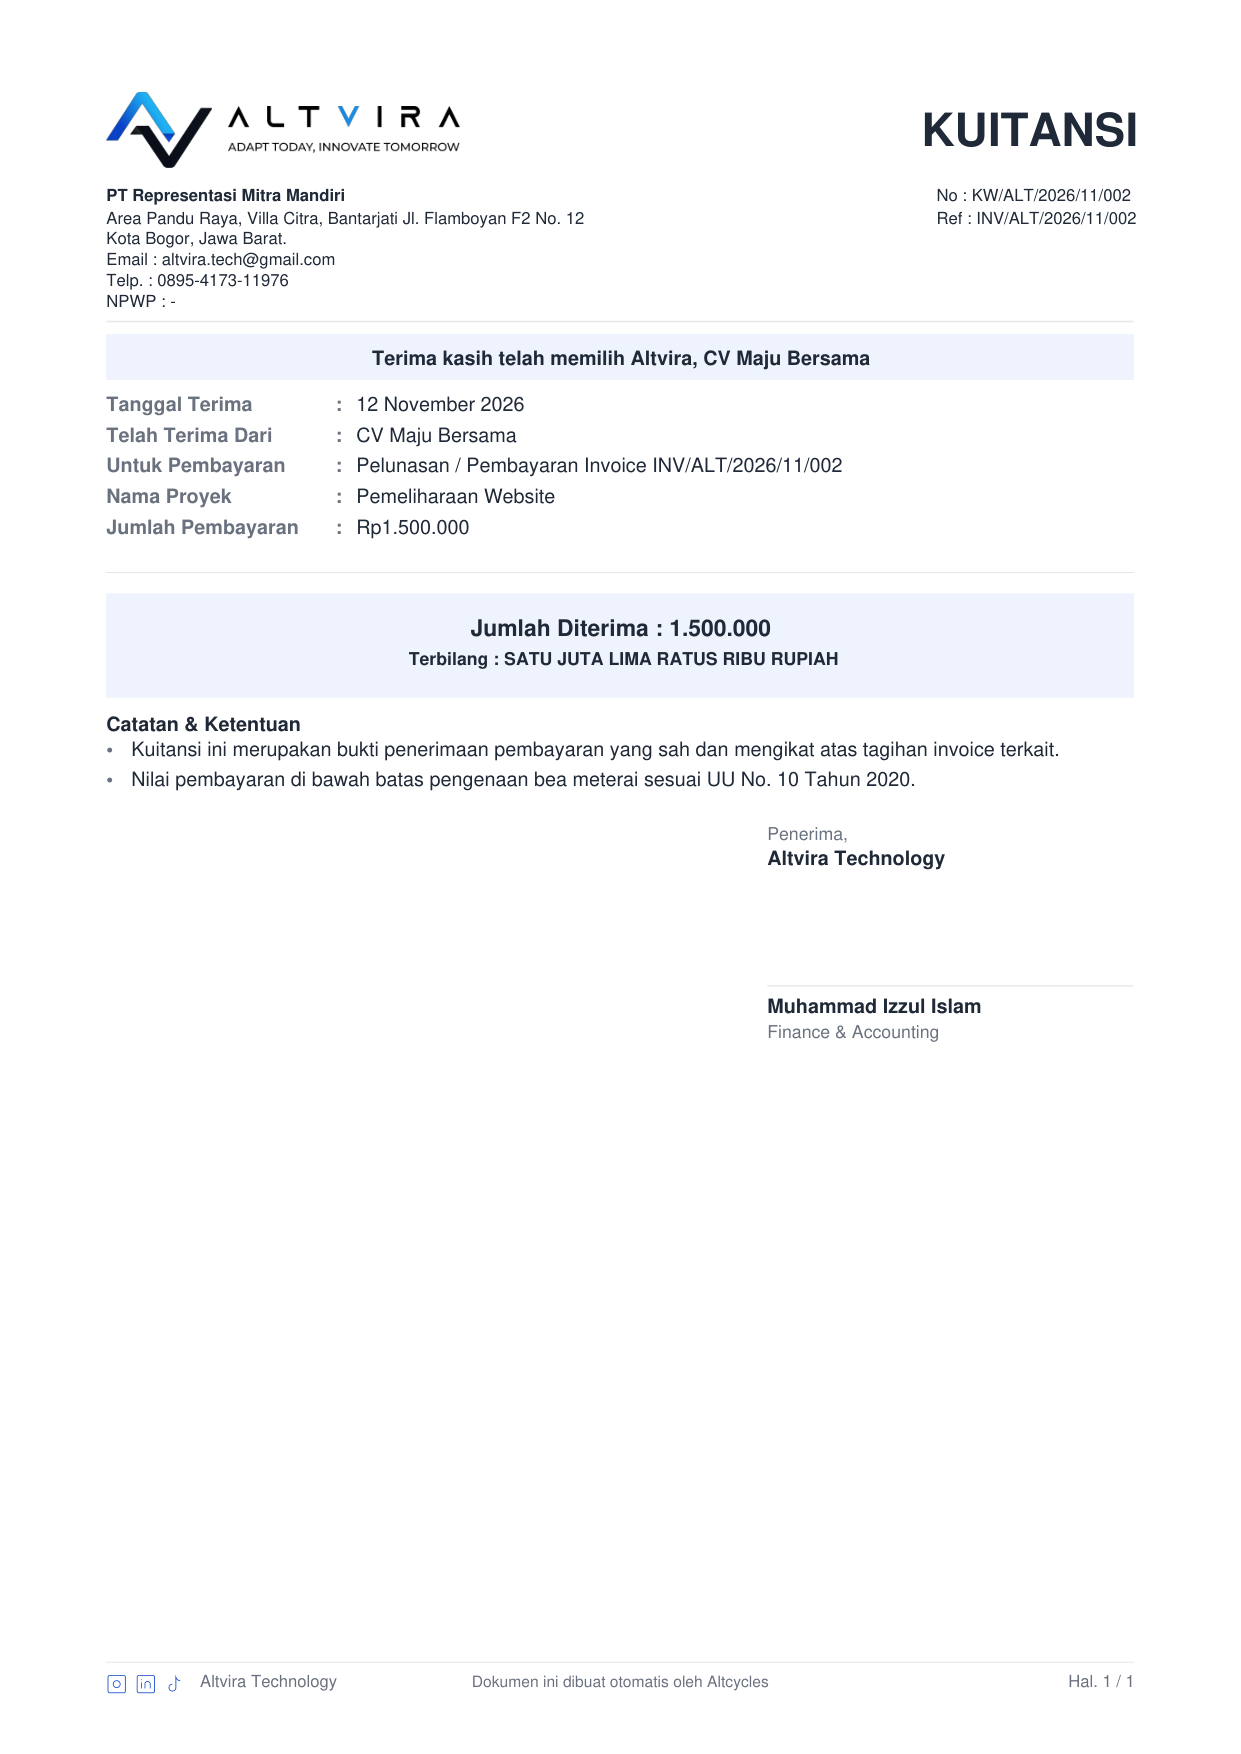 ALTVIRA
ADAPT TODAY, INNOVATE TOMORROW
KUITANSI
PT Representasi Mitra Mandiri
Area Pandu Raya, Villa Citra, Bantarjati Jl. Flamboyan F2 No. 12
Kota Bogor, Jawa Barat.
Email : altvira.tech@gmail.com
Telp. : 0895-4173-11976
NPWP : -
No : KW/ALT/2026/11/002
Ref : INV/ALT/2026/11/002
Terima kasih telah memilih Altvira, CV Maju Bersama
Tanggal Terima : 12 November 2026
Telah Terima Dari : CV Maju Bersama
Untuk Pembayaran : Pelunasan / Pembayaran Invoice INV/ALT/2026/11/002
Nama Proyek : Pemeliharaan Website
Jumlah Pembayaran : Rp1.500.000
Jumlah Diterima : 1.500.000
Terbilang : SATU JUTA LIMA RATUS RIBU RUPIAH
Catatan & Ketentuan
• Kuitansi ini merupakan bukti penerimaan pembayaran yang sah dan mengikat atas tagihan invoice terkait.
• Nilai pembayaran di bawah batas pengenaan bea meterai sesuai UU No. 10 Tahun 2020.
Penerima,
Altvira Technology
Muhammad Izzul Islam
Finance & Accounting
in Altvira Technology Dokumen ini dibuat otomatis oleh Altcycles Hal. 1 / 1